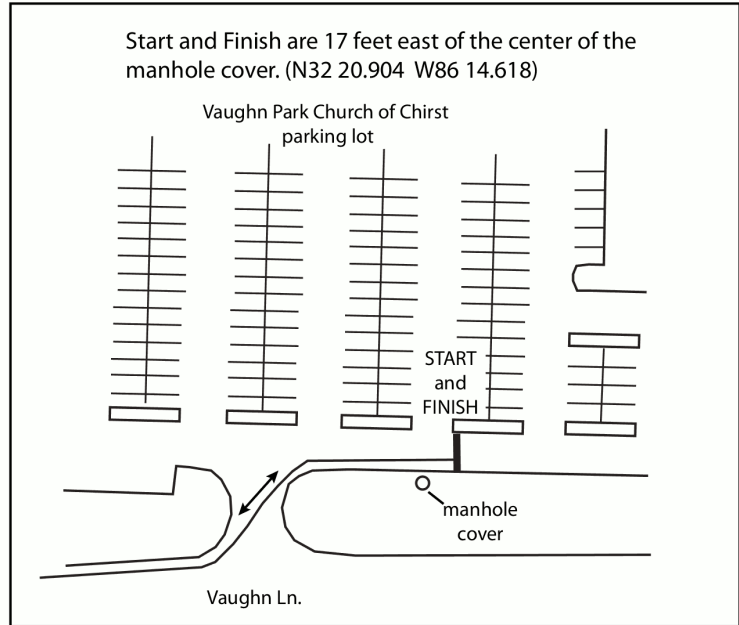 Start and Finish are 17 feet east of the center of the
manhole cover. (N32 20.904  W86 14.618)
Vaughn Park Church of Chirst
parking lot
START
and
FINISH
manhole
cover
Vaughn Ln.